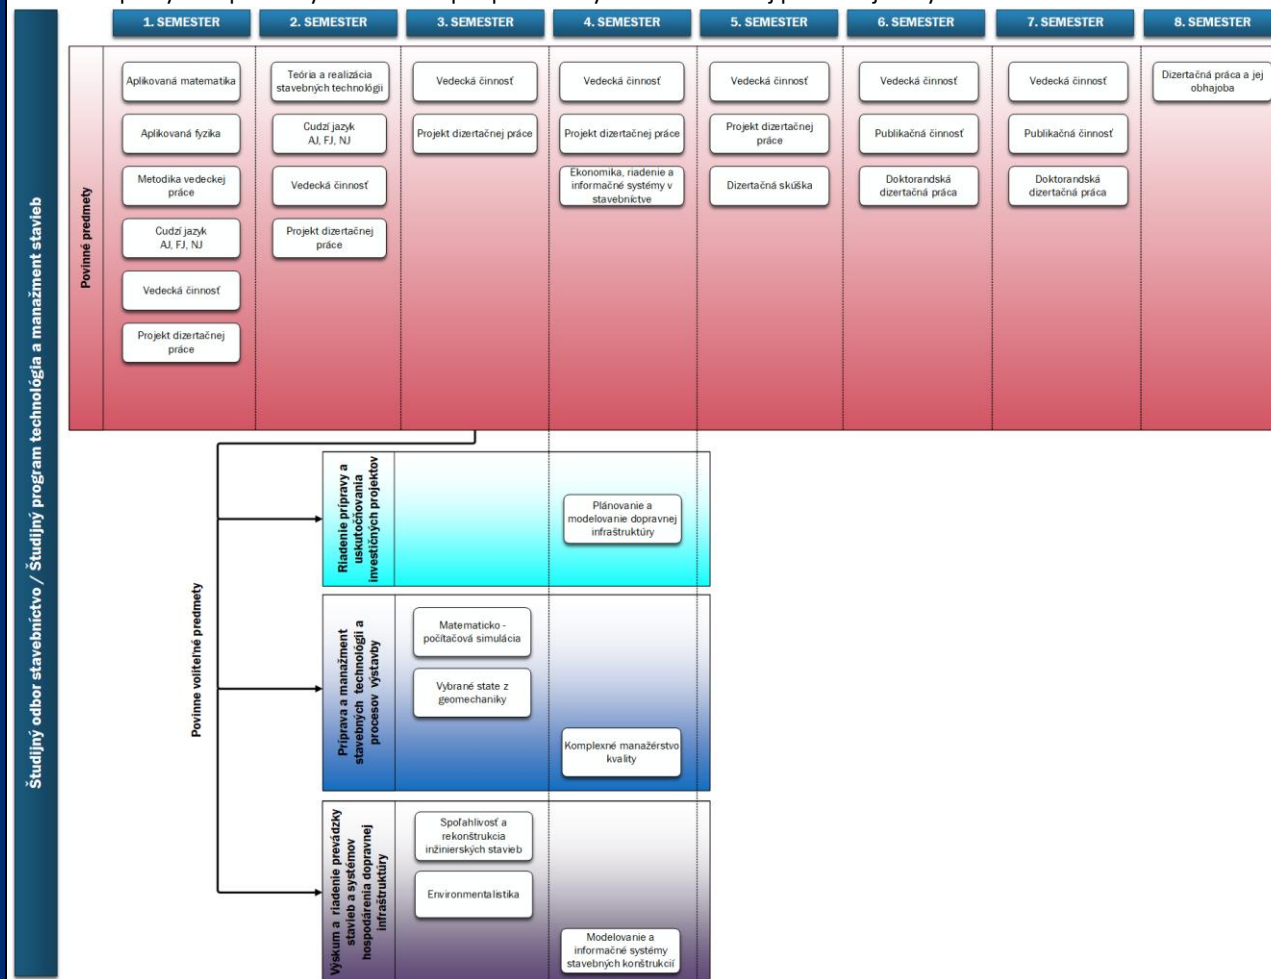 1. SEMESTER
2. SEMESTER
3. SEMESTER
4. SEMESTER
5. SEMESTER
6. SEMESTER
7. SEMESTER
8. SEMESTER
Študijný odbor stavebníctvo / Študijný program technológia a manažment stavieb
Povinné predmety
Aplikovaná matematika
Aplikovaná fyzika
Metodika vedeckej
práce
Cudzí jazyk
AJ, FJ, NJ
Vedecká činnosť
Projekt dizertačnej
práce
Teória a realizácia
stavebných technológii
Cudzí jazyk
AJ, FJ, NJ
Vedecká činnosť
Projekt dizertačnej
práce
Vedecká činnosť
Projekt dizertačnej práce
Vedecká činnosť
Projekt dizertačnej práce
Ekonomika, riadenie a
informačné systémy v
stavebníctve
Vedecká činnosť
Projekt dizertačnej
práce
Dizertačná skúška
Vedecká činnosť
Publikačná činnosť
Doktorandská
dizertačná práca
Vedecká činnosť
Publikačná činnosť
Doktorandská
dizertačná práca
Dizertačná práca a jej
obhajoba
Povinne voliteľné predmety
Riadenie prípravy a
uskutočňovania
investičných projektov
Plánovanie a
modelovanie dopravnej
infraštruktúry
Príprava a manažment
stavebných technológii a
procesov výstavby
Matematicko -
počítačová simulácia
Vybrané state z
geomechaniky
Komplexné manažérstvo
kvality
Výskum a riadenie prevádzky
stavieb a systémov
hospodárenia dopravnej
infraštruktúry
Spoľahlivosť a
rekonštrukcia
inžinierských stavieb
Environmentalistika
Modelovanie a
informačné systémy
stavebných konštrukcií